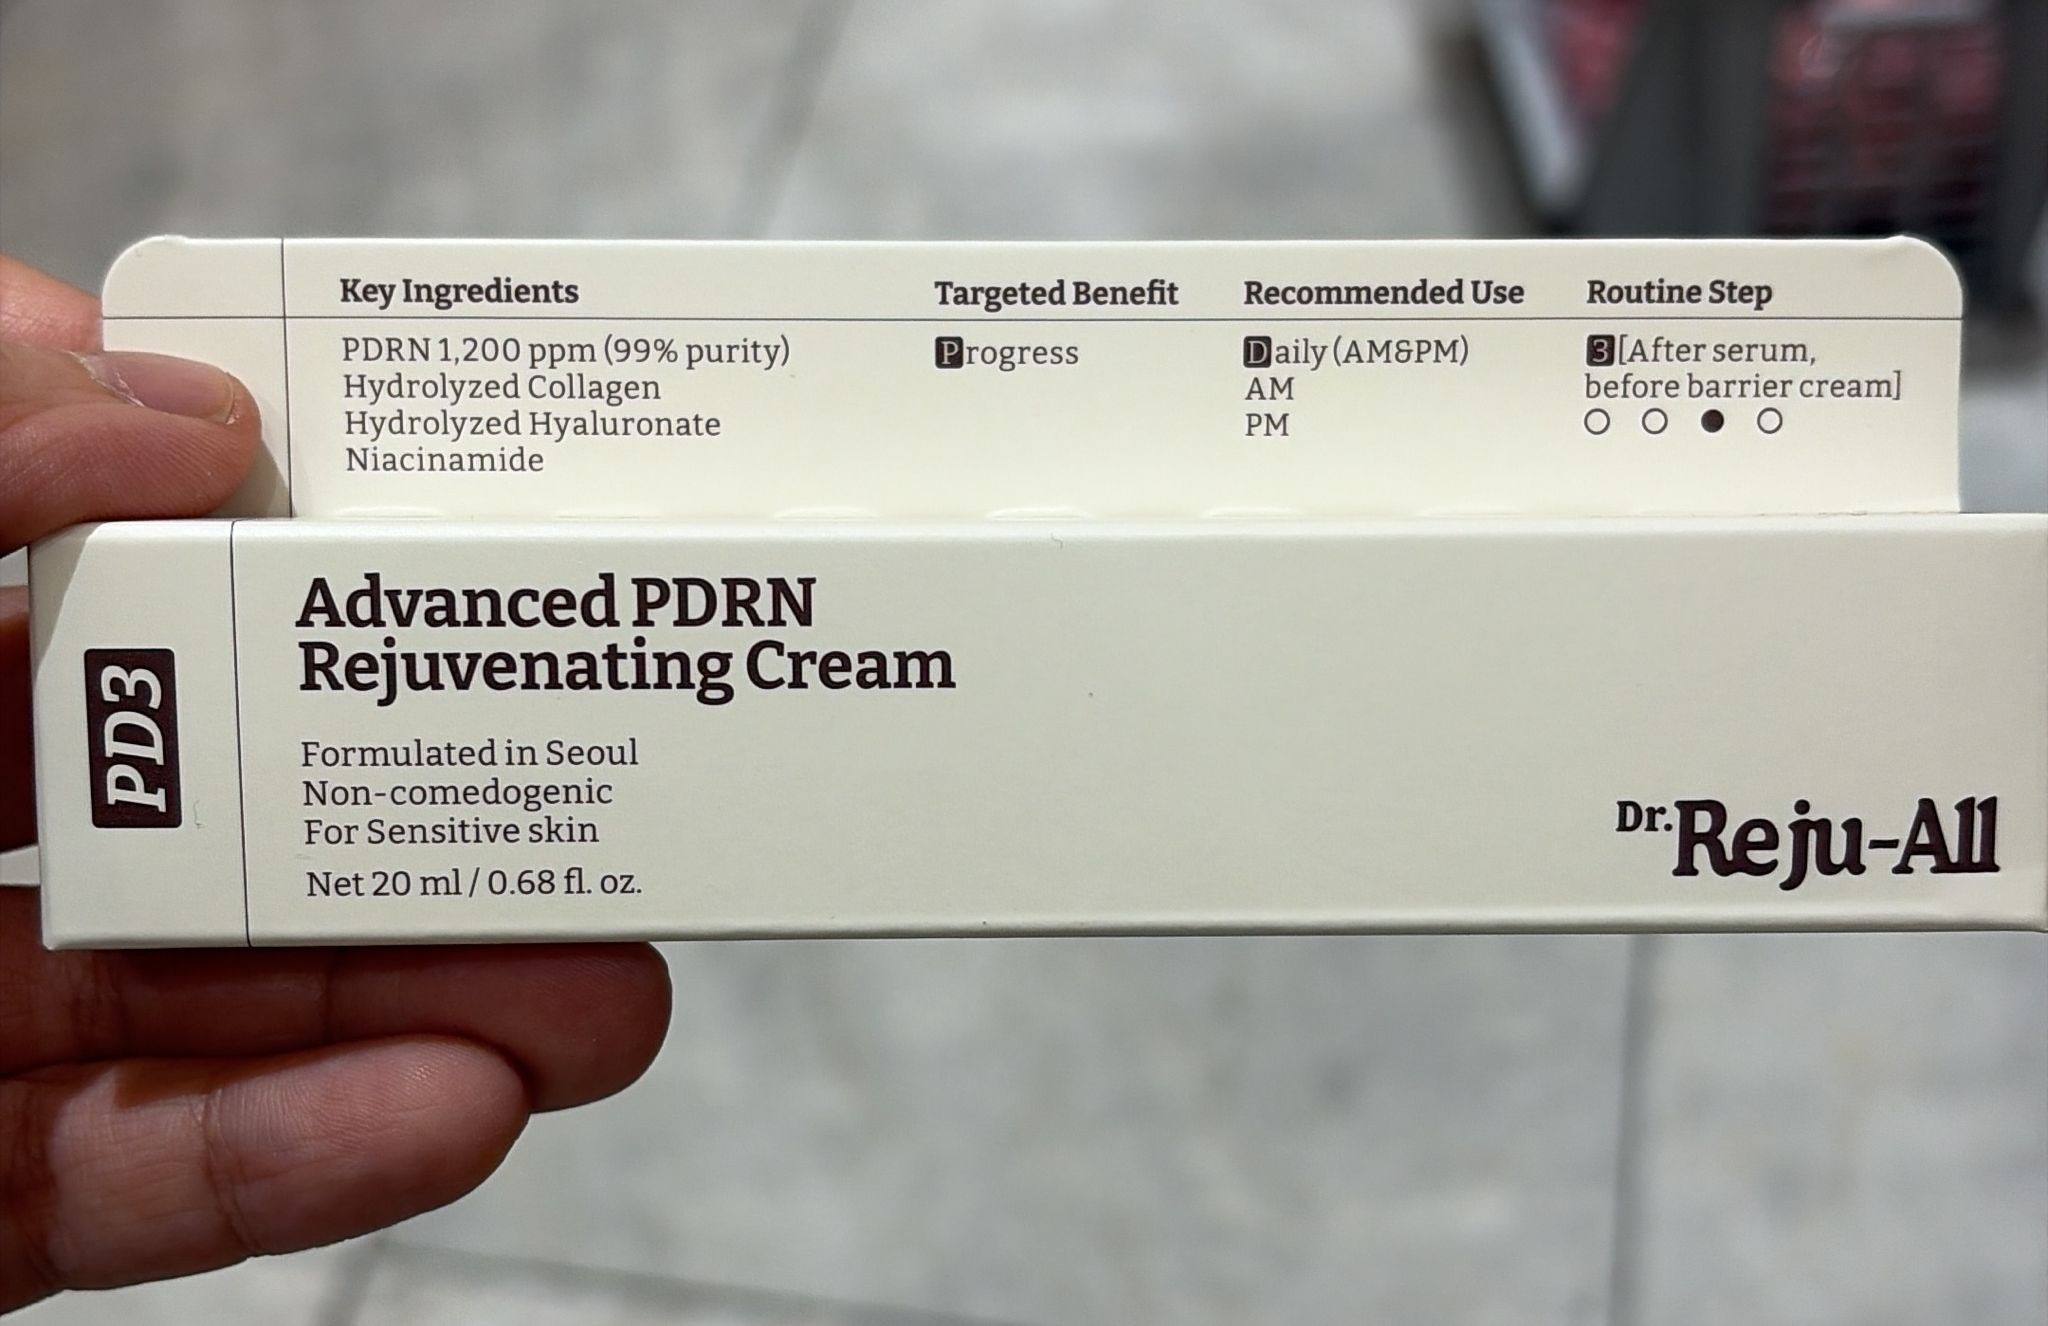 Key Ingredients
PDRN 1,200 ppm (99% purity)
Hydrolyzed Collagen
Hydrolyzed Hyaluronate
Niacinamide
Targeted Benefit
Progress
Recommended Use
Daily (AM&PM)
AM
PM
Routine Step
3 [After serum,
before barrier cream]
PD3
Advanced PDRN
Rejuvenating Cream
Formulated in Seoul
Non-comedogenic
For Sensitive skin
Net 20 ml / 0.68 fl. oz.
Dr. Reju-All